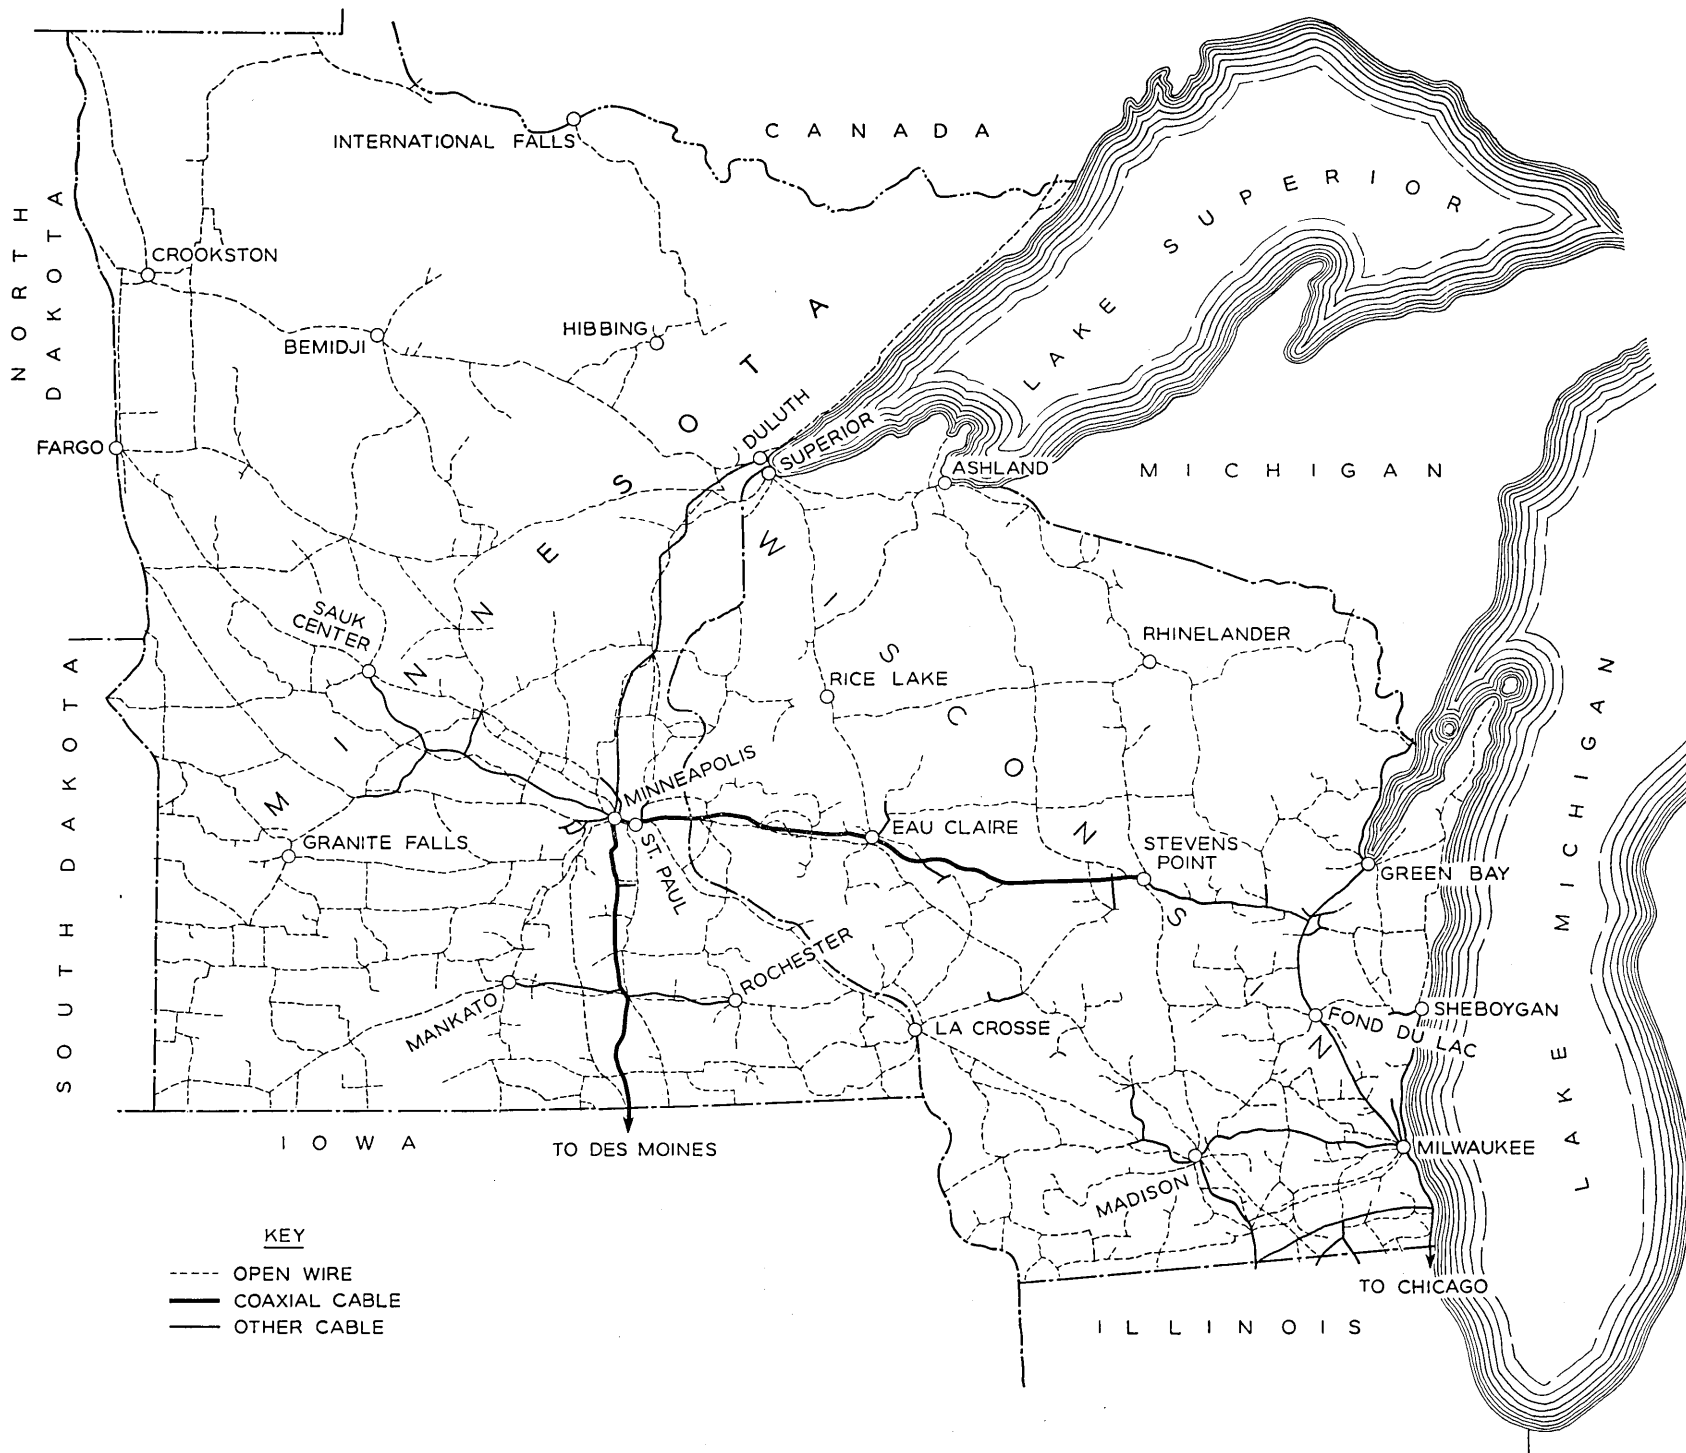 CANADA
INTERNATIONAL FALLS
NORTH
DAKOTA
LAKE SUPERIOR
CROOKSTON
BEMIDJI
HIBBING
MINNESOTA
DULUTH
SUPERIOR
FARGO
ASHLAND
MICHIGAN
WISCONSIN
SAUK
CENTER
RHINELANDER
RICE LAKE
SOUTH DAKOTA
LAKE MICHIGAN
LAKE MICHIGAN
MINNEAPOLIS
ST. PAUL
EAU CLAIRE
GRANITE FALLS
STEVENS
POINT
GREEN BAY
ROCHESTER
MANKATO
LA CROSSE
SHEBOYGAN
FOND DU LAC
IOWA
TO DES MOINES
MILWAUKEE
MADISON
TO CHICAGO
ILLINOIS
KEY
OPEN WIRE
COAXIAL CABLE
OTHER CABLE